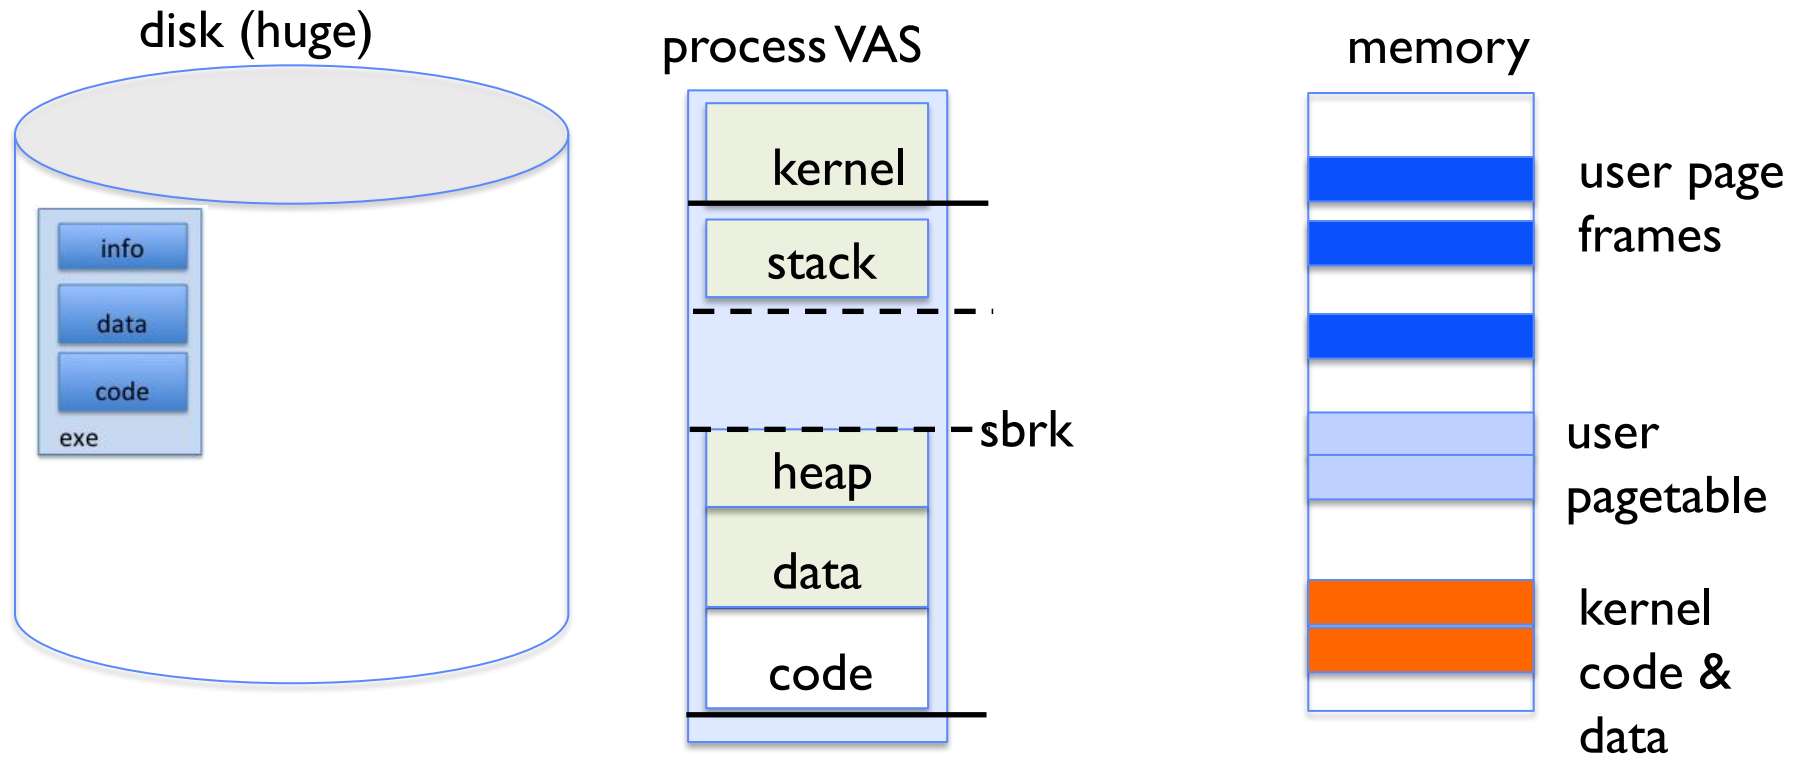 disk (huge)
process VAS
memory
info
data
code
exe
kernel
stack
sbrk
heap
data
code
user page
frames
user
pagetable
kernel
code &
data